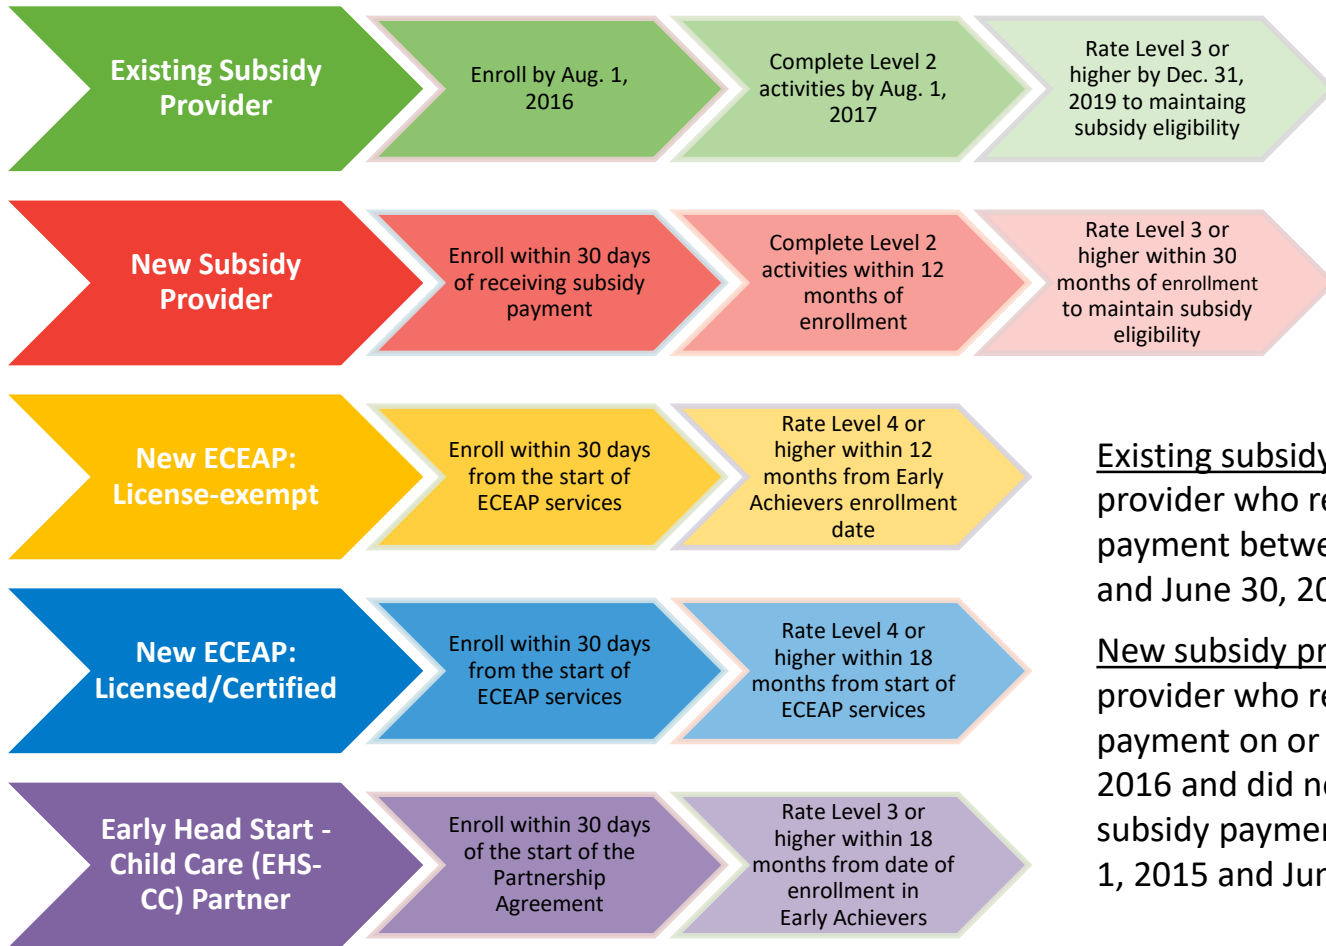 Existing Subsidy
Provider
Enroll by Aug. 1,
2016
Complete Level 2
activities by Aug. 1,
2017
Rate Level 3 or
higher by Dec. 31,
2019 to maintaing
subsidy eligibility
New Subsidy
Provider
Enroll within 30 days
of receiving subsidy
payment
Complete Level 2
activities within 12
months of
enrollment
Rate Level 3 or
higher within 30
months of enrollment
to maintain subsidy
eligibility
New ECEAP:
License-exempt
Enroll within 30 days
from the start of
ECEAP services
Rate Level 4 or
higher within 12
months from Early
Achievers enrollment
date
New ECEAP:
Licensed/Certified
Enroll within 30 days
from the start of
ECEAP services
Rate Level 4 or
higher within 18
months from start of
ECEAP services
Early Head Start -
Child Care (EHS-
CC) Partner
Enroll within 30 days
of the start of the
Partnership
Agreement
Rate Level 3 or
higher within 18
months from date of
enrollment in
Early Achievers
Existing subsidy
provider who
payment
and June 30,
New subsidy
provider who
payment on or
2016 and did
subsidy
1, 2015 and